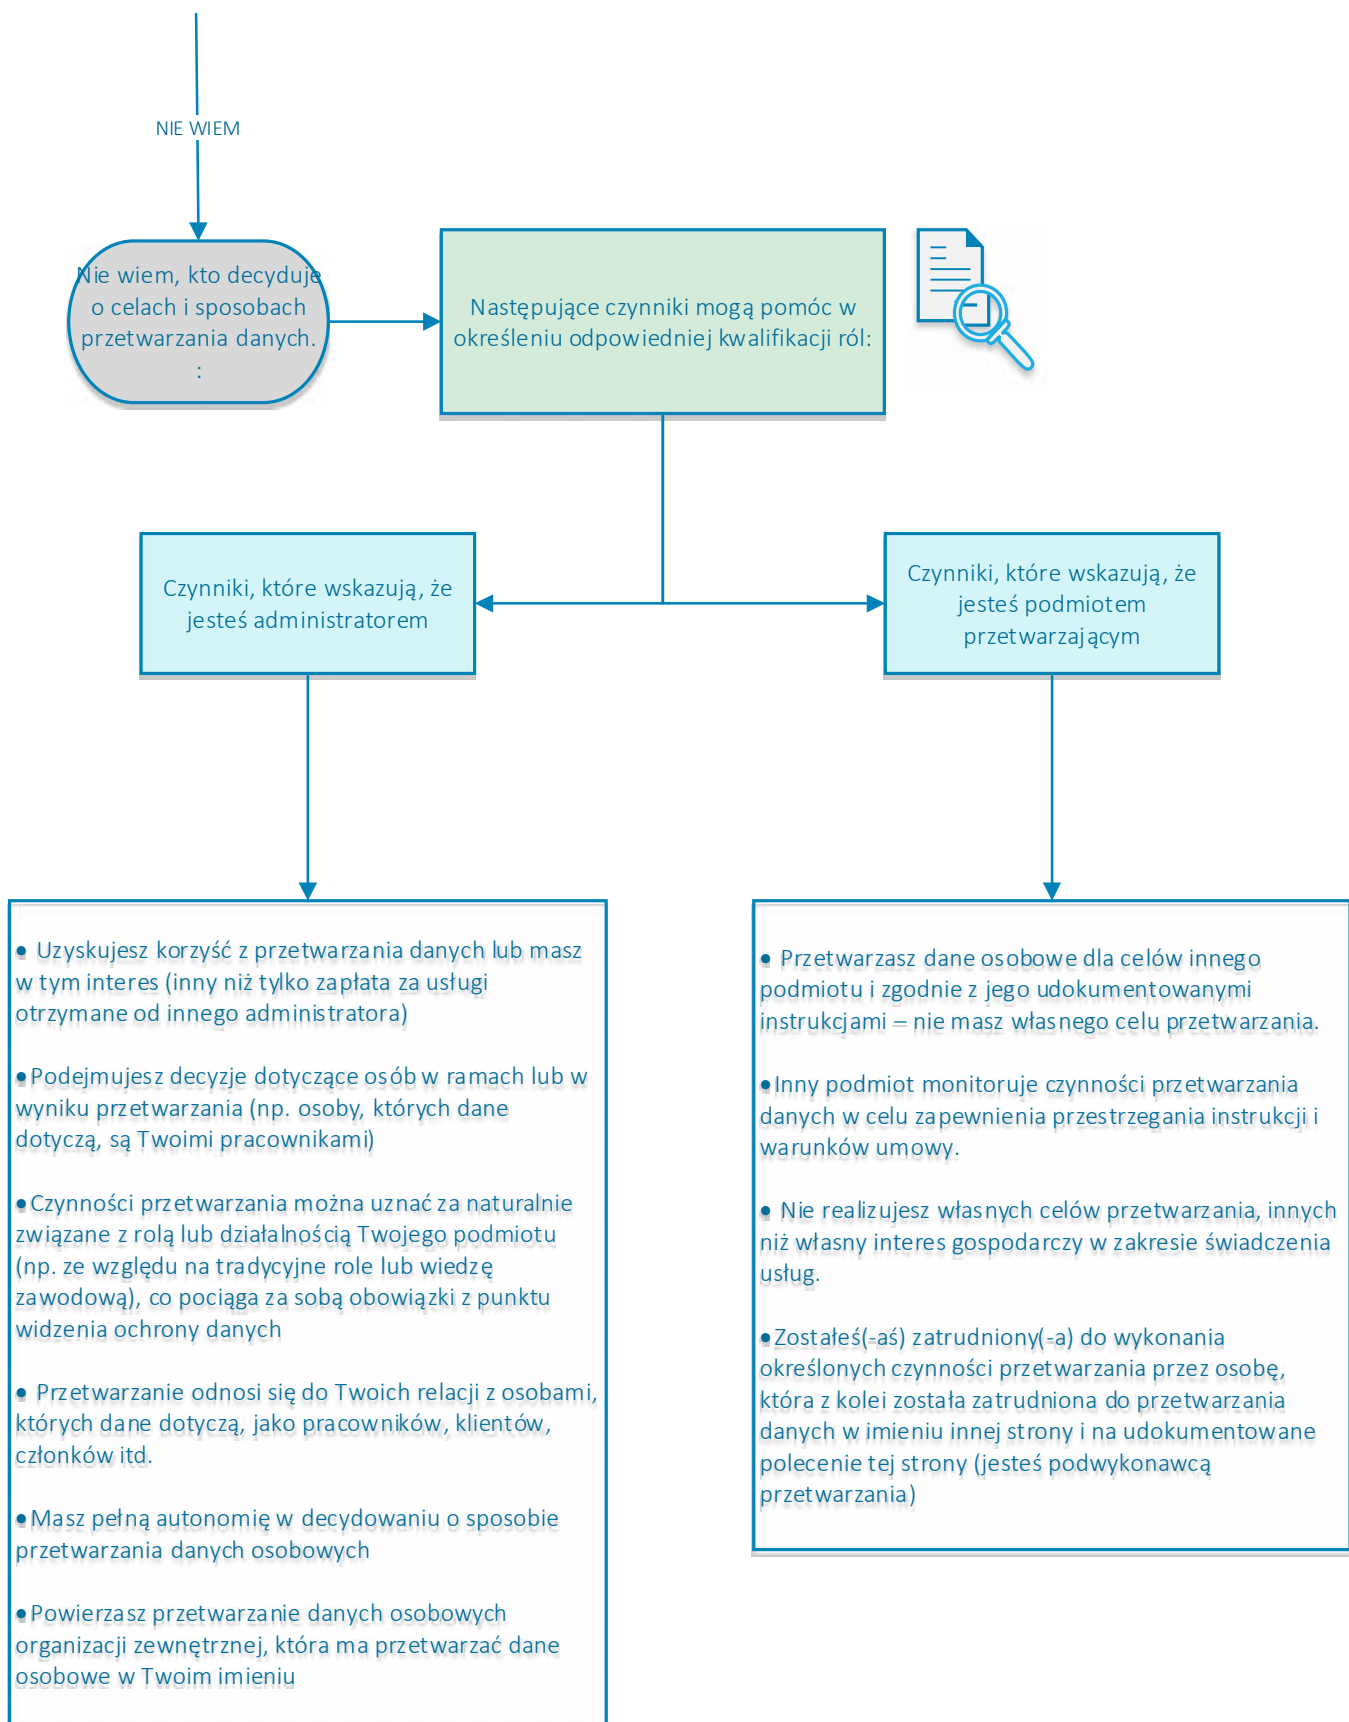 NIE WIEM
Nie wiem, kto decyduje
o celach i sposobach
przetwarzania danych.
:
Następujące czynniki mogą pomóc w
określeniu odpowiedniej kwalifikacji ról:
Czynniki, które wskazują, że
jesteś administratorem
Czynniki, które wskazują, że
jesteś podmiotem
przetwarzającym
• Uzyskujesz korzyść z przetwarzania danych lub masz
w tym interes (inny niż tylko zapłata za usługi
otrzymane od innego administratora)
• Podejmujesz decyzje dotyczące osób w ramach lub w
wyniku przetwarzania (np. osoby, których dane
dotyczą, są Twoimi pracownikami)
• Czynności przetwarzania można uznać za naturalnie
związane z rolą lub działalnością Twojego podmiotu
(np. ze względu na tradycyjne role lub wiedzę
zawodową), co pociąga za sobą obowiązki z punktu
widzenia ochrony danych
• Przetwarzanie odnosi się do Twoich relacji z osobami,
których dane dotyczą, jako pracowników, klientów,
członków itd.
• Masz pełną autonomię w decydowaniu o sposobie
przetwarzania danych osobowych
• Powierzasz przetwarzanie danych osobowych
organizacji zewnętrznej, która ma przetwarzać dane
osobowe w Twoim imieniu
• Przetwarzasz dane osobowe dla celów innego
podmiotu i zgodnie z jego udokumentowanymi
instrukcjami – nie masz własnego celu przetwarzania.
• Inny podmiot monitoruje czynności przetwarzania
danych w celu zapewnienia przestrzegania instrukcji i
warunków umowy.
• Nie realizujesz własnych celów przetwarzania, innych
niż własny interes gospodarczy w zakresie świadczenia
usług.
• Zostałeś(-aś) zatrudniony(-a) do wykonania
określonych czynności przetwarzania przez osobę,
która z kolei została zatrudniona do przetwarzania
danych w imieniu innej strony i na udokumentowane
polecenie tej strony (jesteś podwykonawcą
przetwarzania)